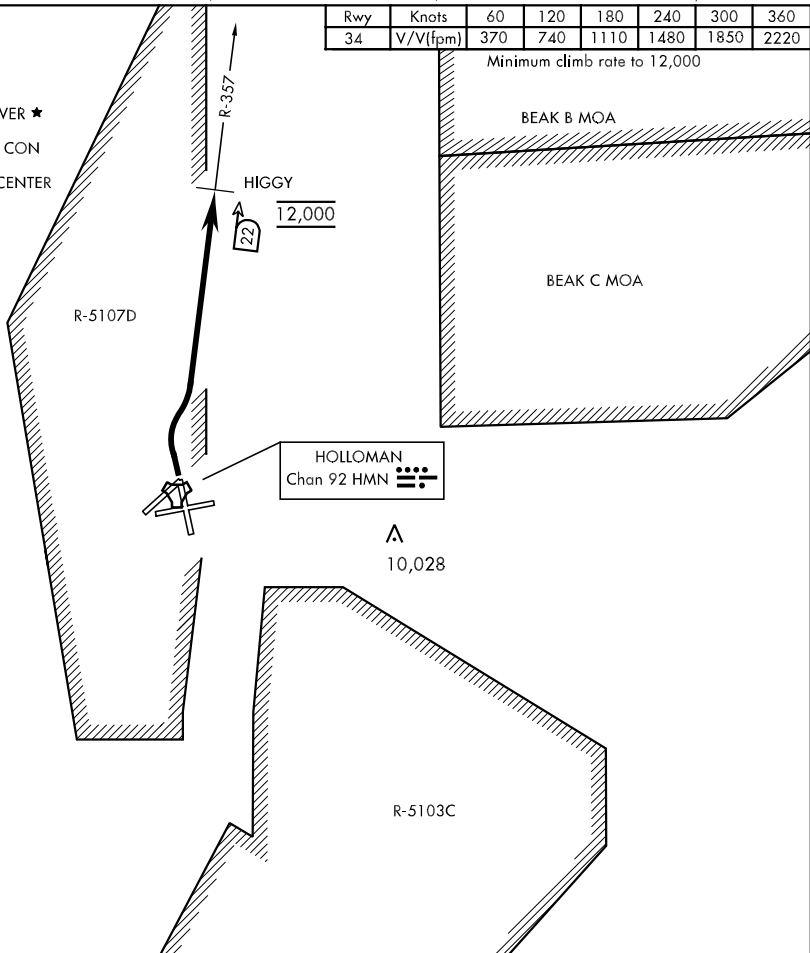 Rwy Knots 60 120 180 240 300 360
34 V/V(fpm) 370 740 1110 1480 1850 2220
Minimum climb rate to 12,000
R-357
VER ★
BEAK B MOA
CON
CENTER
HIGGY
12,000
22
BEAK C MOA
R-5107D
HOLLOMAN
Chan 92 HMN
10,028
R-5103C